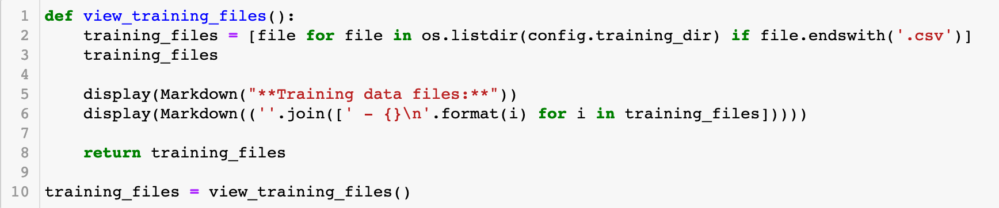 1 def view_training_files():
2     training_files = [file for file in os.listdir(config.training_dir) if file.endswith('.csv')]
3     training_files
4
5     display(Markdown("**Training data files:**"))
6     display(Markdown((''.join([' - {}\n'.format(i) for i in training_files]))))
7
8     return training_files
9
10 training_files = view_training_files()